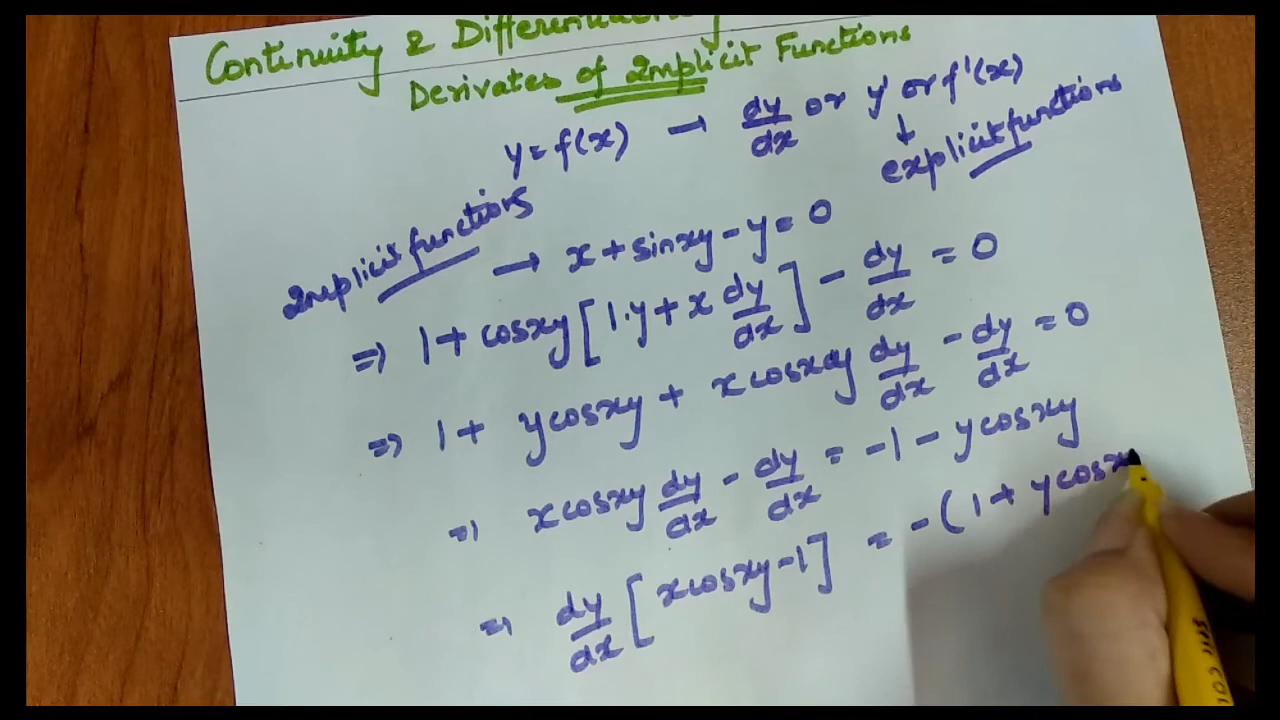 Continuity & Differentiability
Derivates of Implicit Functions
y = f(x) → dy/dx or y' or f'(x)
↓
explicit functions
Implicit functions → x + sinxy - y = 0
=> 1 + cosxy [1.y + x dy/dx] - dy/dx = 0
=> 1 + ycosxy + xcosxy dy/dx - dy/dx = 0
=> xcosxy dy/dx - dy/dx = -1 - ycosxy
=> dy/dx [xcosxy - 1] = -(1 + ycosx